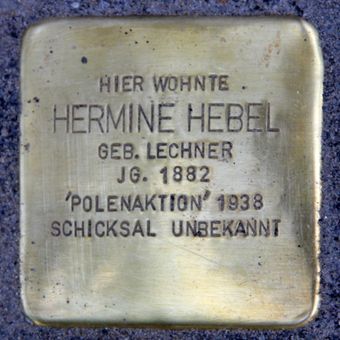 HIER WOHNTE
HERMINE HEBEL
GEB. LECHNER
JG. 1882
'POLENAKTION' 1938
SCHICKSAL UNBEKANNT